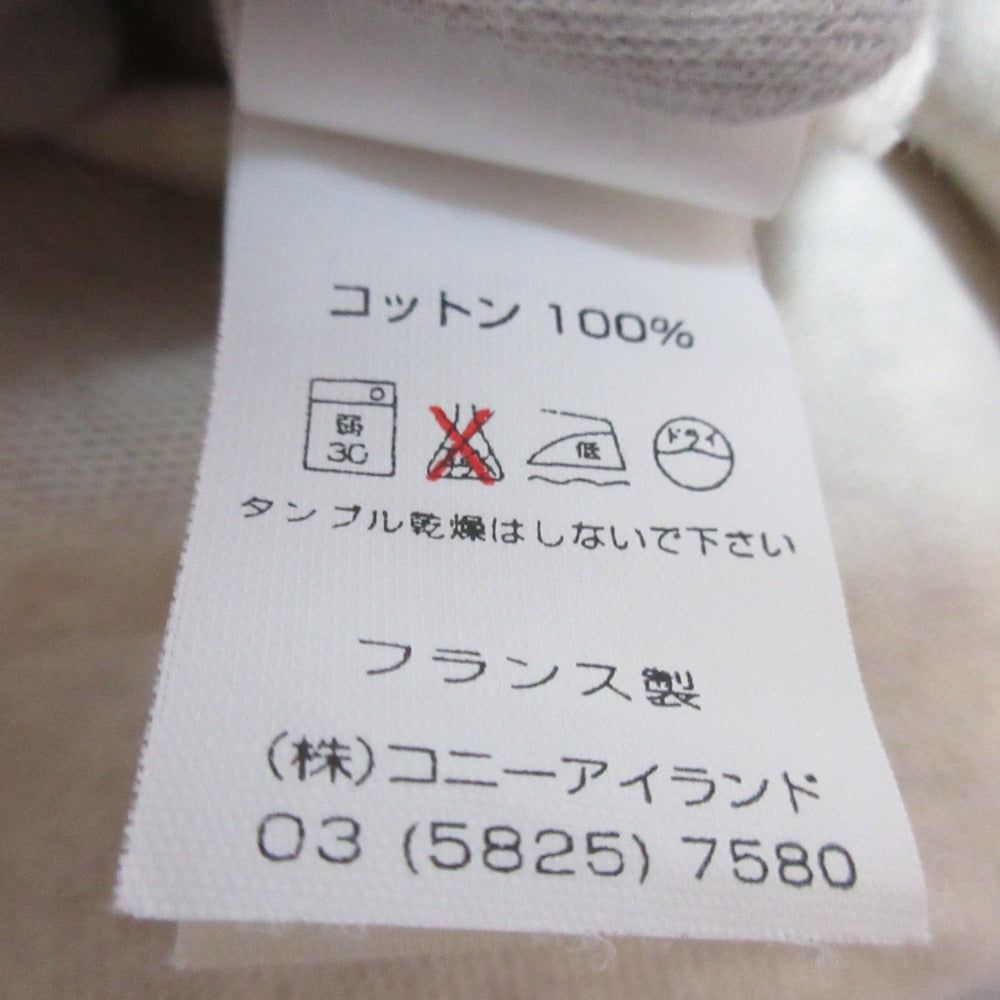 コットン 100%
弱
30
低
ドライ
タンブル乾燥はしないで下さい
フランス製
(株)コニーアイランド
03 (5825) 7580